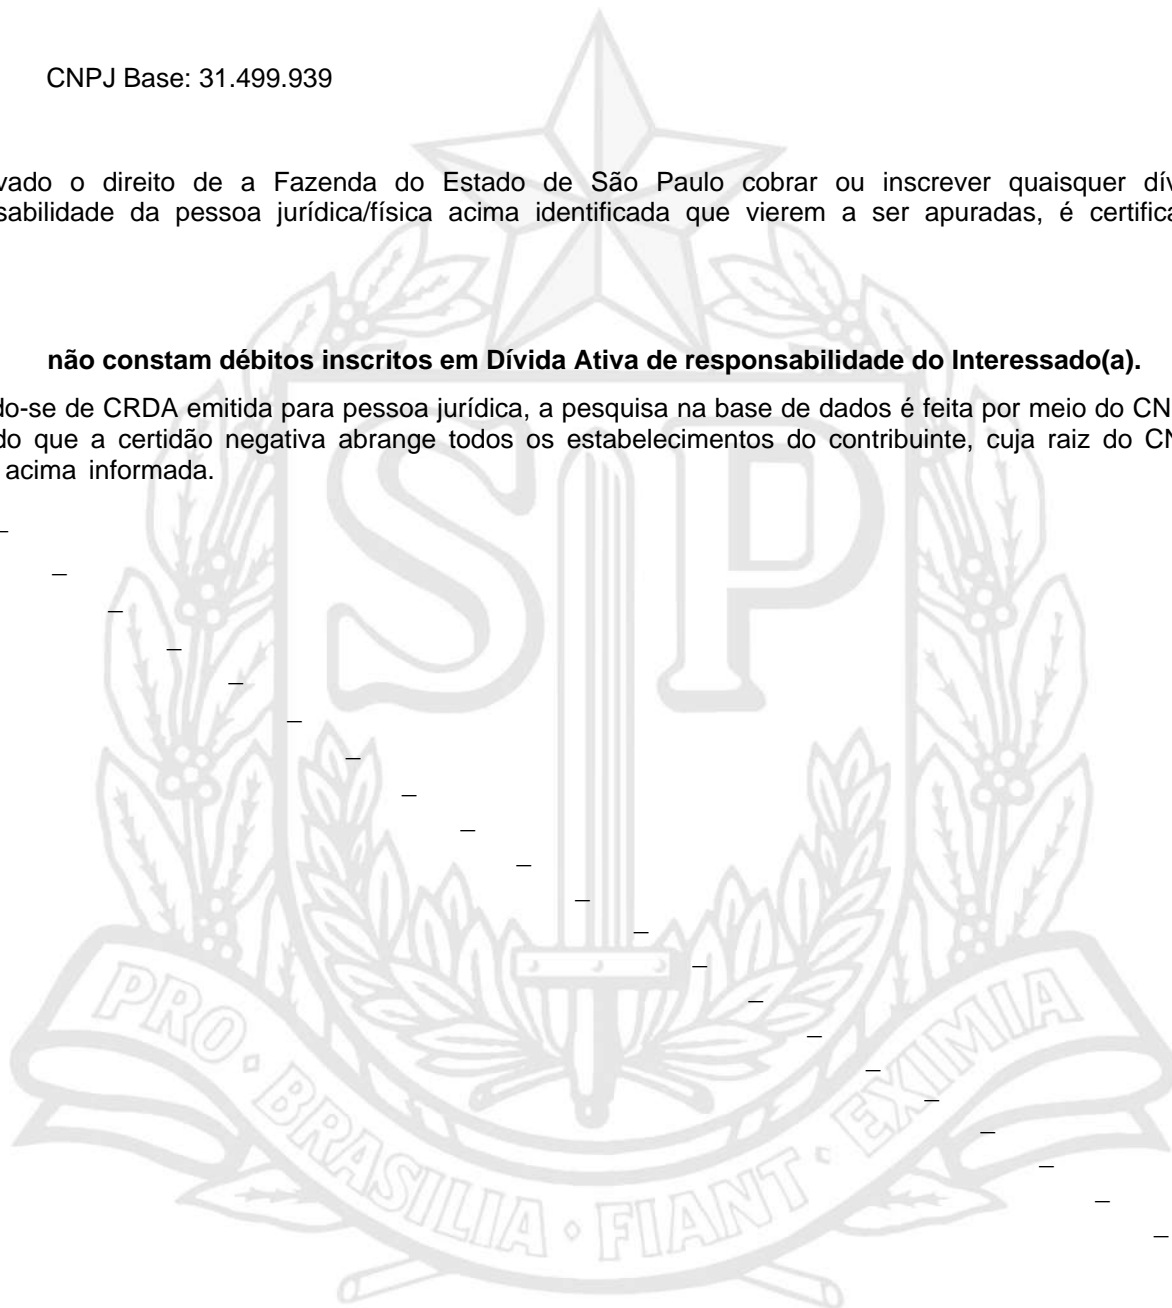 CNPJ Base: 31.499.939
vado o direito de a Fazenda do Estado de São Paulo cobrar ou inscrever quaisquer dív
sabilidade da pessoa jurídica/física acima identificada que vierem a ser apuradas, é certifica
não constam débitos inscritos em Dívida Ativa de responsabilidade do Interessado(a).
do-se de CRDA emitida para pessoa jurídica, a pesquisa na base de dados é feita por meio do CN
do que a certidão negativa abrange todos os estabelecimentos do contribuinte, cuja raiz do CN
acima informada.
SP
PRO • BRASILIA • FIANT • EXIMIA